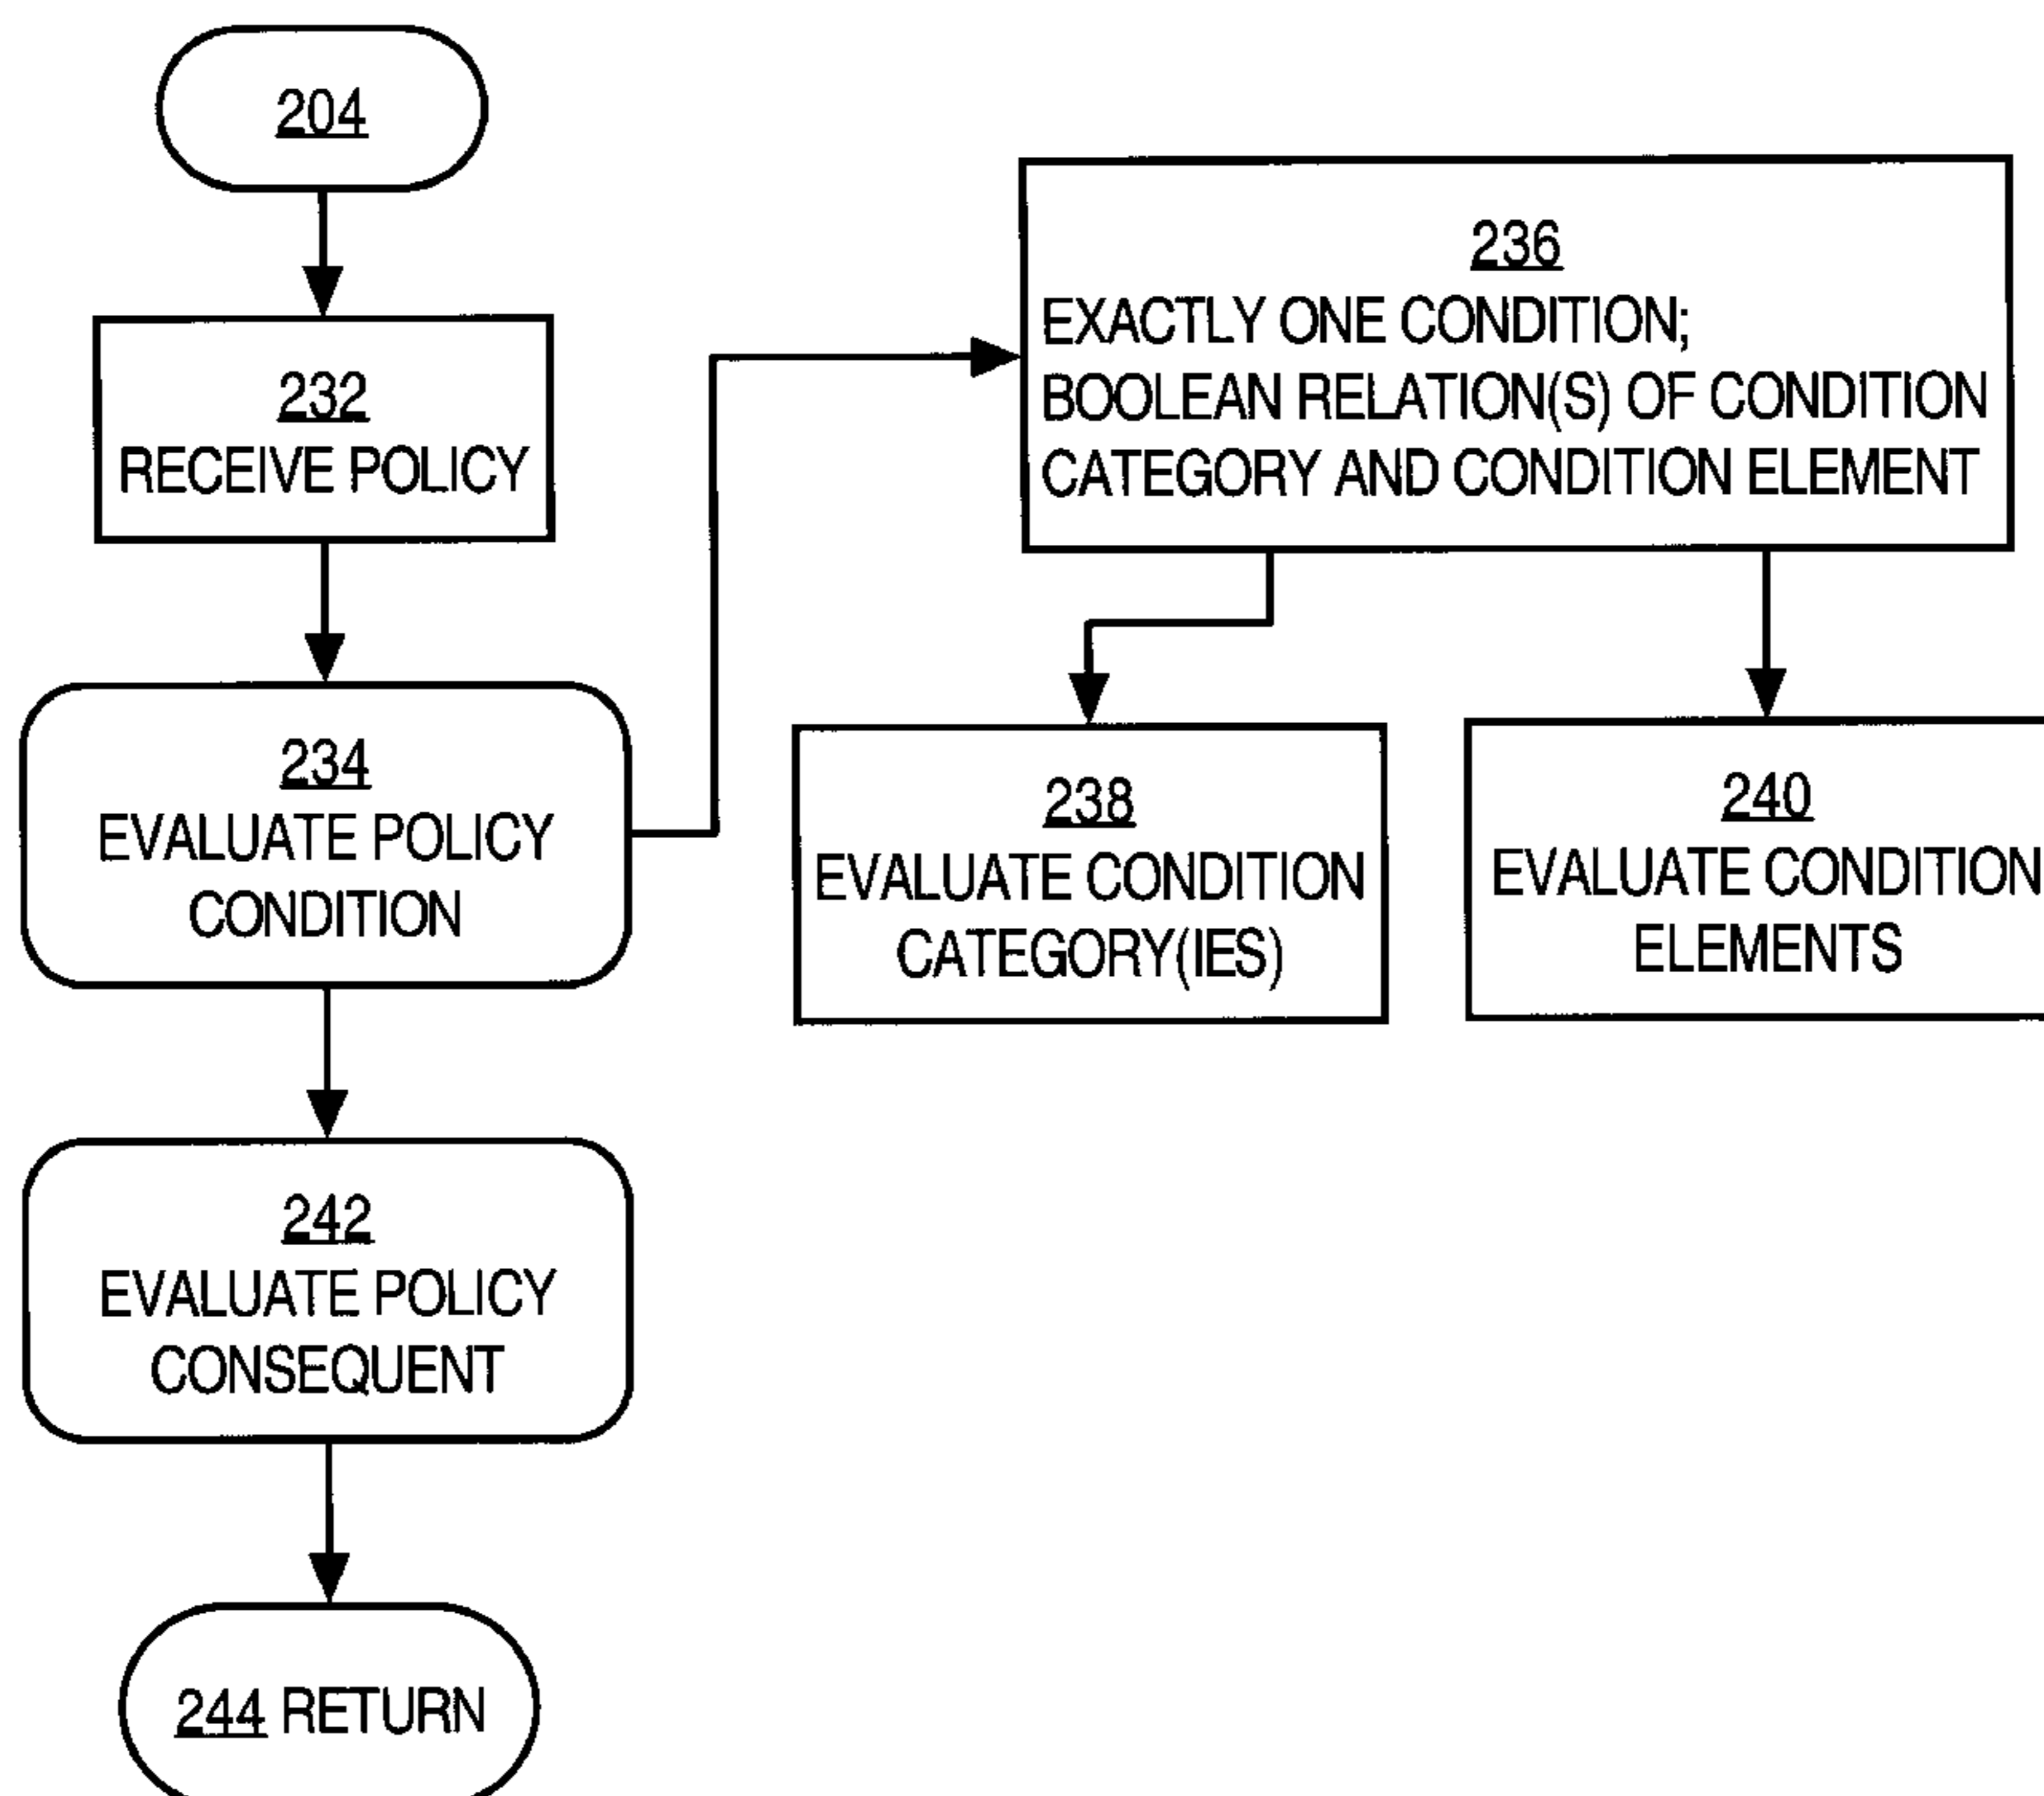 204
232
RECEIVE POLICY
234
EVALUATE POLICY
CONDITION
236
EXACTLY ONE CONDITION;
BOOLEAN RELATION(S) OF CONDITION
CATEGORY AND CONDITION ELEMENT
238
EVALUATE CONDITION
CATEGORY(IES)
240
EVALUATE CONDITION
ELEMENTS
242
EVALUATE POLICY
CONSEQUENT
244 RETURN